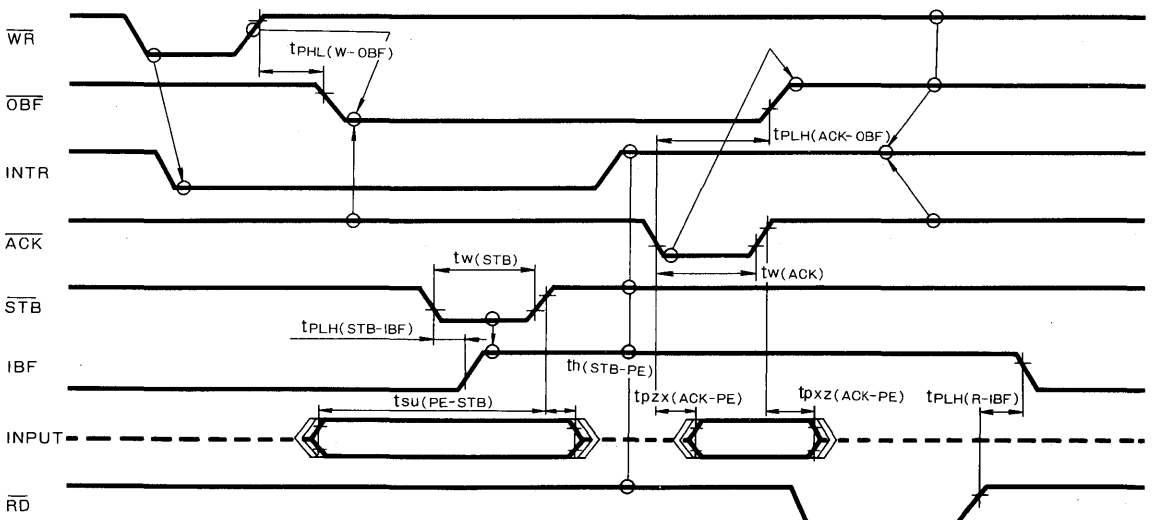 WR
tPHL(W-OBF)
OBF
tPLH(ACK-OBF)
INTR
ACK
tw(STB)
tw(ACK)
STB
tPLH(STB-IBF)
IBF
th(STB-PE)
tsu(PE-STB)
tpzx(ACK-PE)
tpxz(ACK-PE)
tPLH(R-IBF)
INPUT
RD